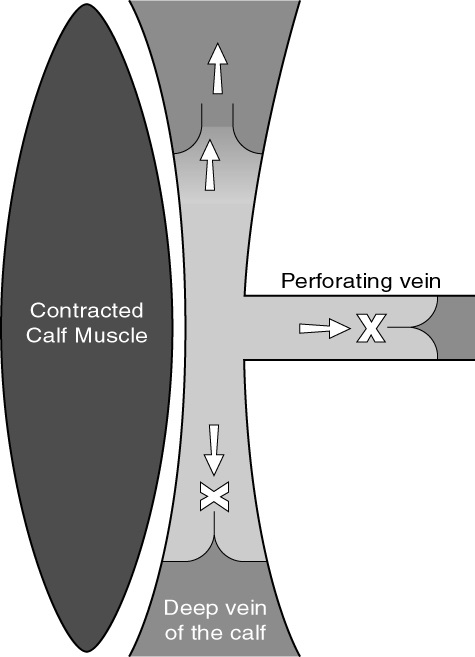 Perforating vein
Contracted
Calf Muscle
X
X
Deep vein
of the calf